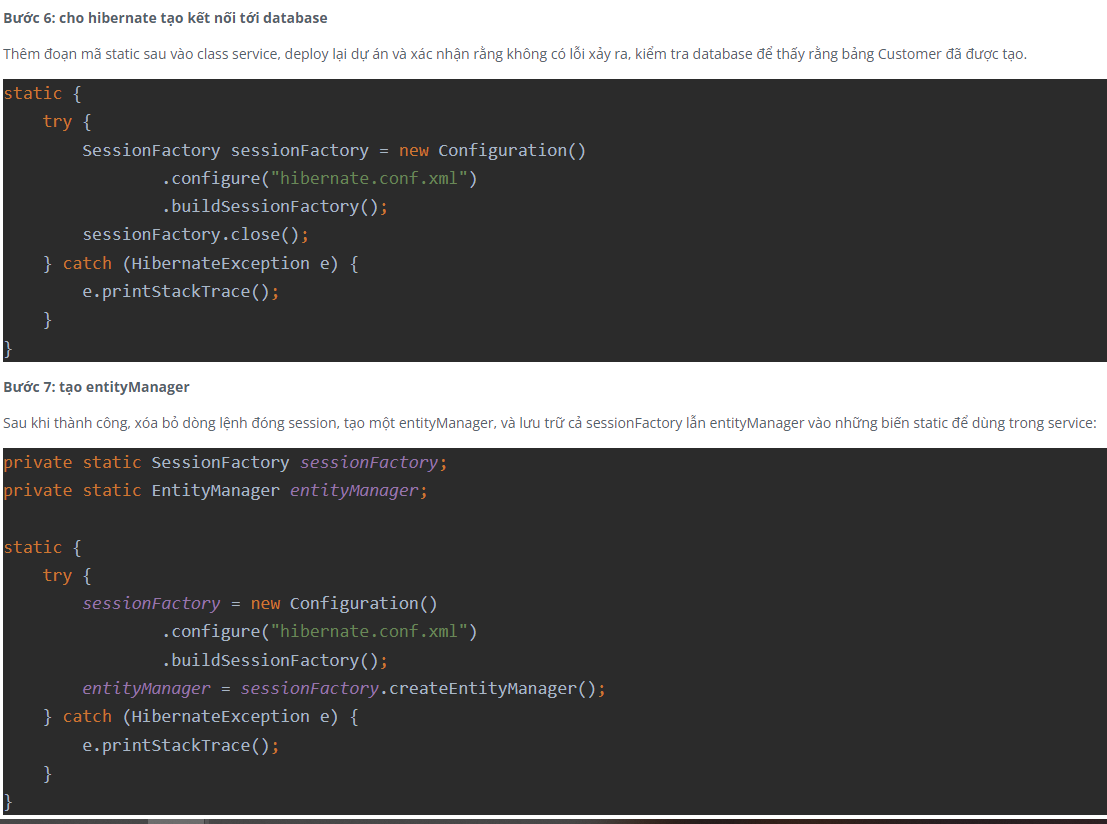 Bước 6: cho hibernate tạo kết nối tới database
Thêm đoạn mã static sau vào class service, deploy lại dự án và xác nhận rằng không có lỗi xảy ra, kiểm tra database để thấy rằng bảng Customer đã được tạo.
static {
    try {
        SessionFactory sessionFactory = new Configuration()
                .configure("hibernate.conf.xml")
                .buildSessionFactory();
        sessionFactory.close();
    } catch (HibernateException e) {
        e.printStackTrace();
    }
}
Bước 7: tạo entityManager
Sau khi thành công, xóa bỏ dòng lệnh đóng session, tạo một entityManager, và lưu trữ cả sessionFactory lẫn entityManager vào những biến static để dùng trong service:
private static SessionFactory sessionFactory;
private static EntityManager entityManager;
static {
    try {
        sessionFactory = new Configuration()
                .configure("hibernate.conf.xml")
                .buildSessionFactory();
        entityManager = sessionFactory.createEntityManager();
    } catch (HibernateException e) {
        e.printStackTrace();
    }
}